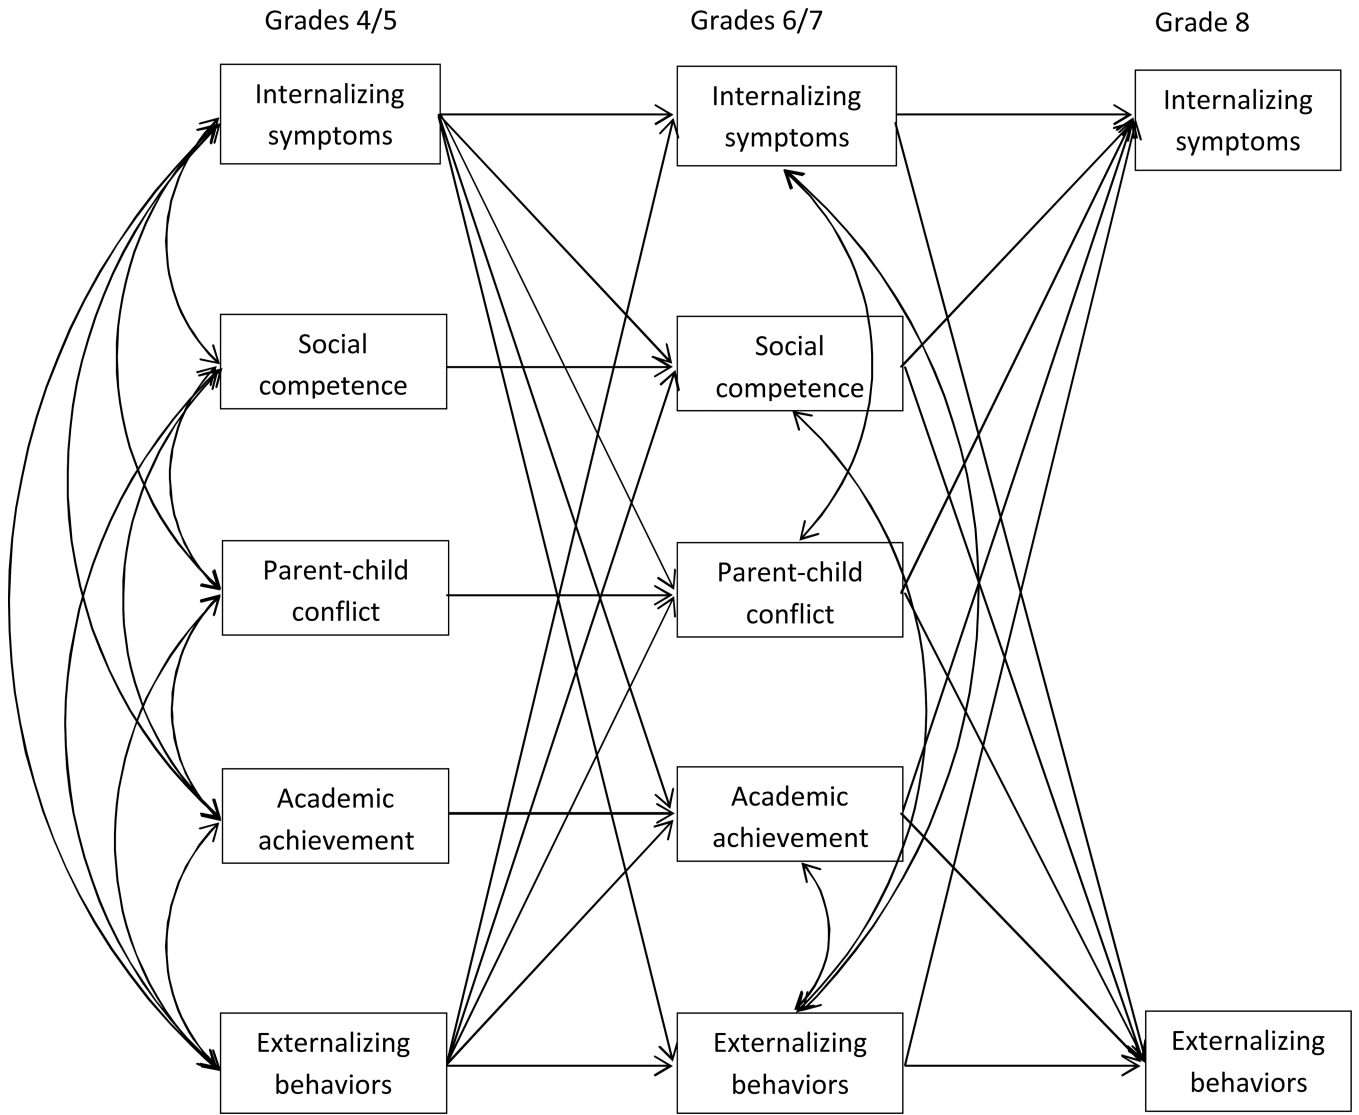 Grades 4/5
Grades 6/7
Grade 8
Internalizing
symptoms
Internalizing
symptoms
Internalizing
symptoms
Social
competence
Social
competence
Parent-child
conflict
Parent-child
conflict
Academic
achievement
Academic
achievement
Externalizing
behaviors
Externalizing
behaviors
Externalizing
behaviors